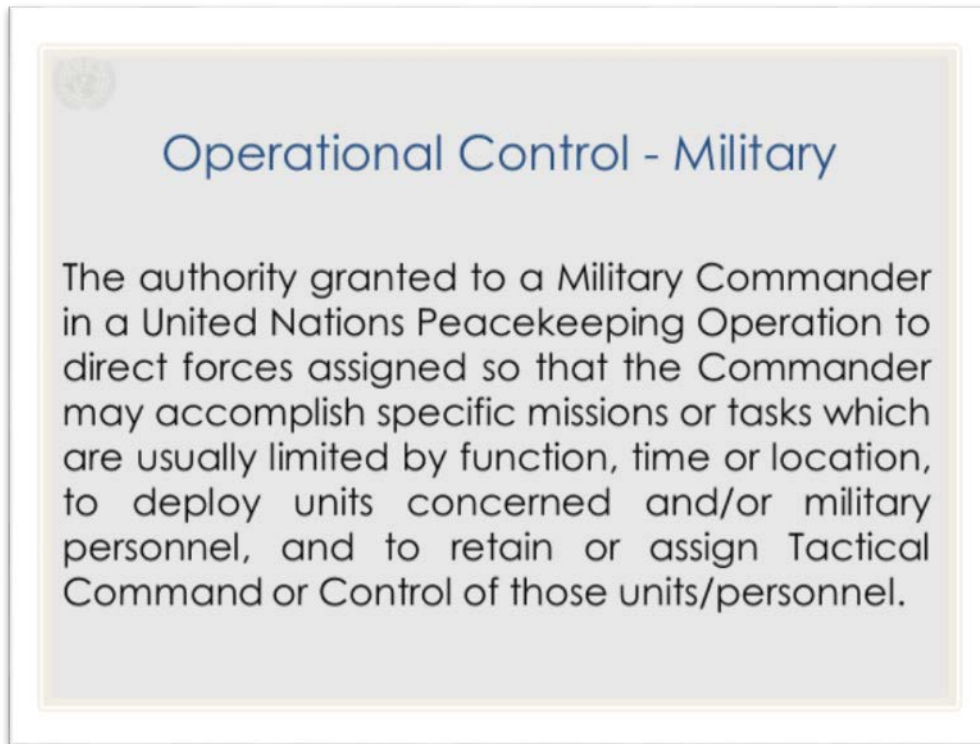 Operational Control - Military
The authority granted to a Military Commander
in a United Nations Peacekeeping Operation to
direct forces assigned so that the Commander
may accomplish specific missions or tasks which
are usually limited by function, time or location,
to deploy units concerned and/or military
personnel, and to retain or assign Tactical
Command or Control of those units/personnel.